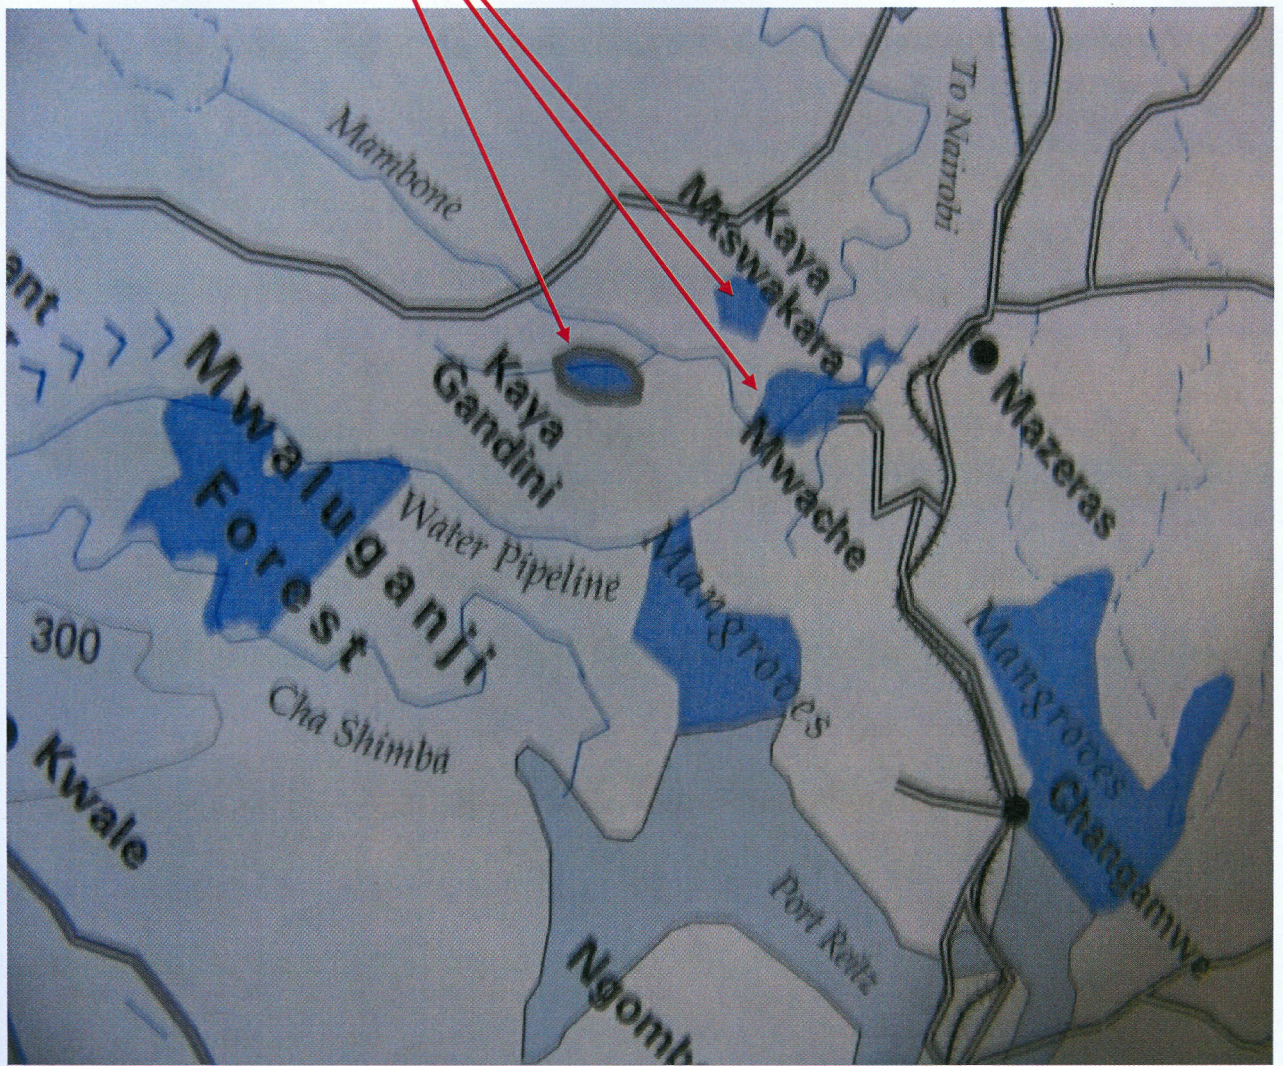 To Nairobi
Mambone
Kaya
Mtswakara
ant
Kaya
Gandini
Mwaluganji
Forest
Mwache
Mazeras
Water Pipeline
Mangroves
Mangroves
300
Cha Shimba
Kwale
Changamwe
Port Reitz
Ngomb